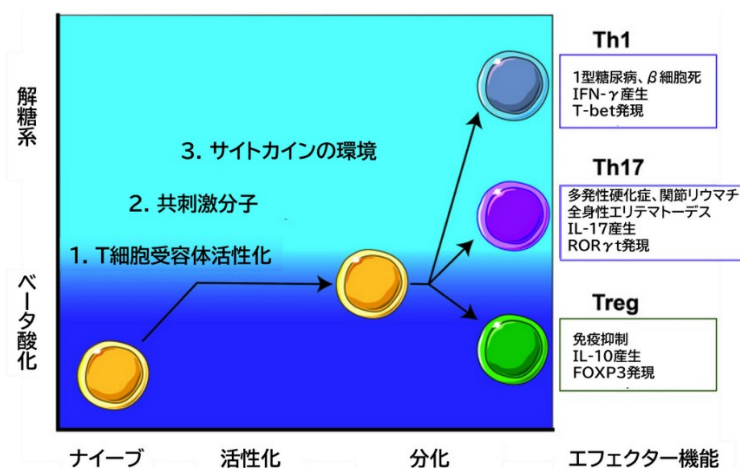 解糖系
ベータ酸化
3. サイトカインの環境
2. 共刺激分子
1. T細胞受容体活性化
Th1
1型糖尿病、β細胞死
IFN-γ産生
T-bet発現
Th17
多発性硬化症、関節リウマチ
全身性エリテマトーデス
IL-17産生
RORγt発現
Treg
免疫抑制
IL-10産生
FOXP3発現
ナイーブ
活性化
分化
エフェクター機能